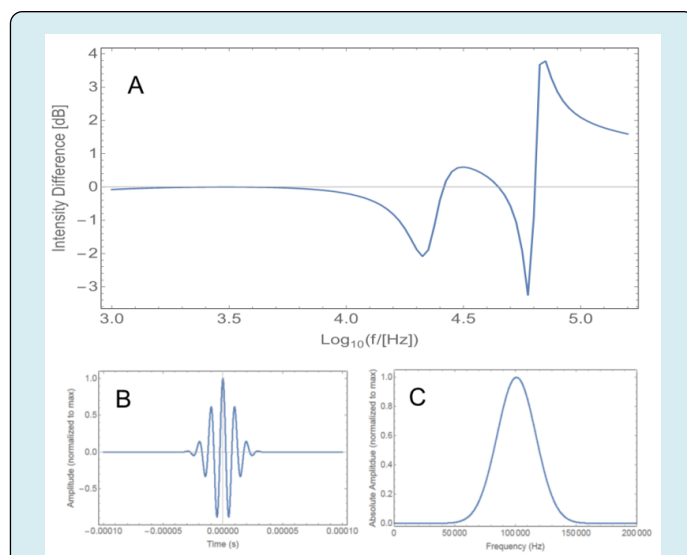 A
Intensity Difference [dB]
4
3
2
1
0
−1
−2
−3
3.0 3.5 4.0 4.5 5.0
Log10(f/[Hz])
B
Amplitude (normalized to max)
1.0
0.5
0.0
−0.5
−0.00010 −0.00005 0.00000 0.00005 0.00010
Time (s)
C
Absolute Amplitdue (normalized to max)
1.0
0.8
0.6
0.4
0.2
0.0
0 50000 100000 150000 200000
Frequency (Hz)